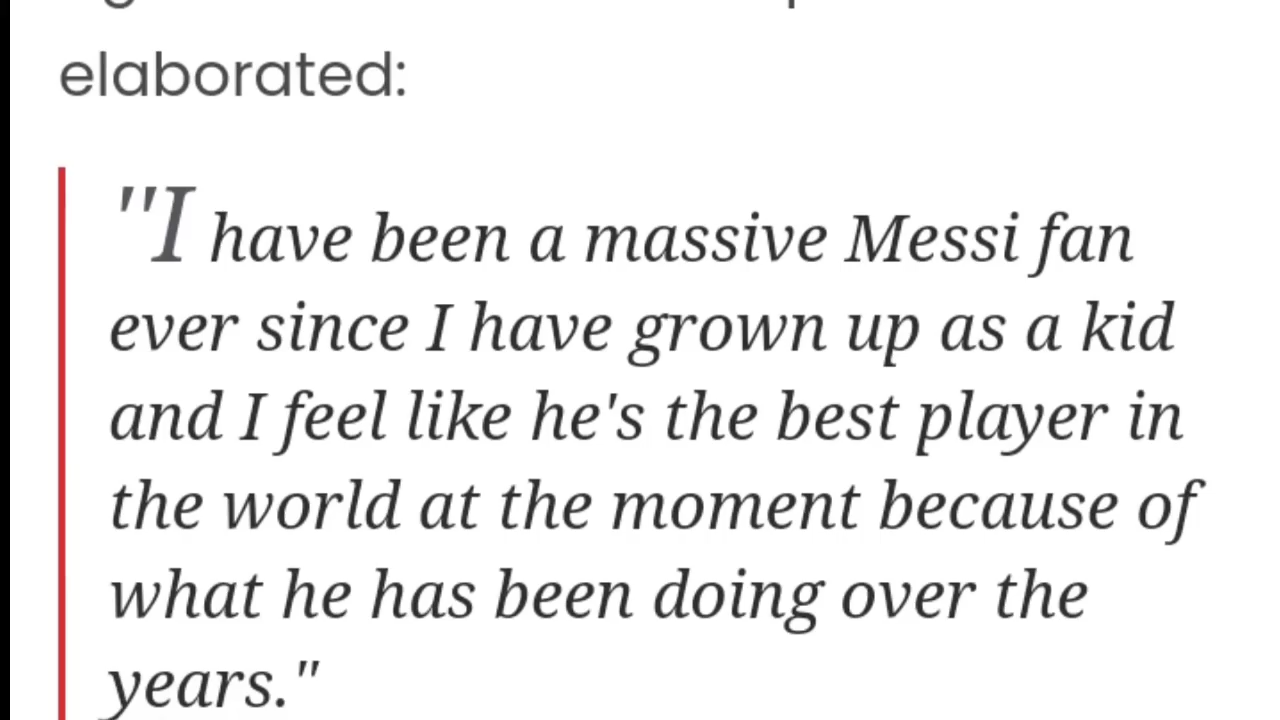 elaborated:
"I have been a massive Messi fan
ever since I have grown up as a kid
and I feel like he's the best player in
the world at the moment because of
what he has been doing over the
years."